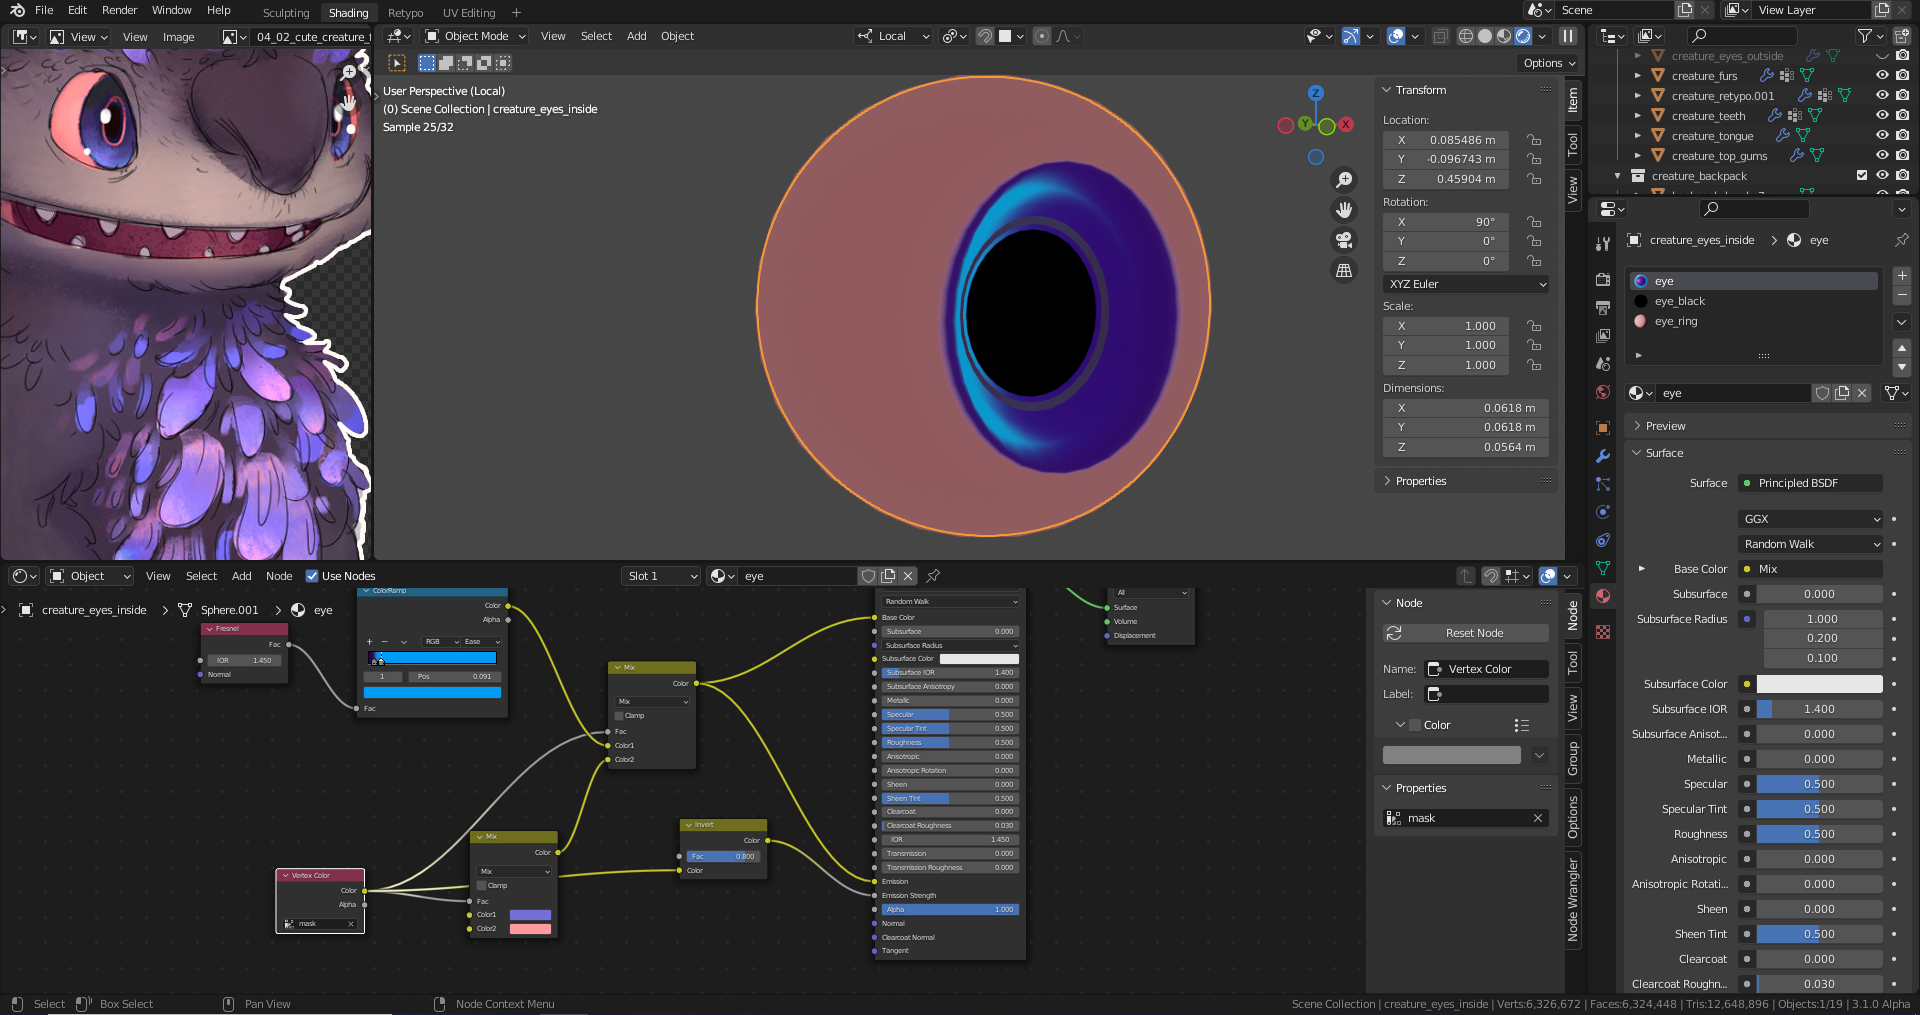 File Edit Render Window Help
Sculpting Shading Retypo UV Editing +
Scene
View Layer
View View Image 04_02_cute_creature_f
Object Mode View Select Add Object
Local
Options
User Perspective (Local)
(0) Scene Collection | creature_eyes_inside
Sample 25/32
Z
Y
X
Transform
Location:
X 0.085486 m
Y -0.096743 m
Z 0.45904 m
Rotation:
X 90°
Y 0°
Z 0°
XYZ Euler
Scale:
X 1.000
Y 1.000
Z 1.000
Dimensions:
X 0.0618 m
Y 0.0618 m
Z 0.0564 m
Properties
Item
Tool
View
creature_eyes_outside
creature_furs
creature_retypo.001
creature_teeth
creature_tongue
creature_top_gums
creature_backpack
creature_eyes_inside > eye
eye
eye_black
eye_ring
eye
Preview
Surface
Surface Principled BSDF
GGX
Random Walk
Base Color Mix
Subsurface 0.000
Subsurface Radius 1.000
0.200
0.100
Subsurface Color
Subsurface IOR 1.400
Subsurface Anisot... 0.000
Metallic 0.000
Specular 0.500
Specular Tint 0.500
Roughness 0.500
Anisotropic 0.000
Anisotropic Rotati... 0.000
Sheen 0.000
Sheen Tint 0.500
Clearcoat 0.000
Clearcoat Roughn... 0.030
Object View Select Add Node Use Nodes
Slot 1
eye
creature_eyes_inside > Sphere.001 > eye
Fresnel
Fac
IOR 1.450
Normal
ColorRamp
Color
Alpha
+ − RGB Ease
1 Pos 0.091
Fac
Mix
Color
Mix
Clamp
Fac
Color1
Color2
Vertex Color
Color
Alpha
mask
Mix
Color
Mix
Clamp
Fac
Color1
Color2
Invert
Color
Fac 0.800
Color
Random Walk
Base Color
Subsurface 0.000
Subsurface Radius
Subsurface Color
Subsurface IOR 1.400
Subsurface Anisotropy 0.000
Metallic 0.000
Specular 0.500
Specular Tint 0.500
Roughness 0.500
Anisotropic 0.000
Anisotropic Rotation 0.000
Sheen 0.000
Sheen Tint 0.500
Clearcoat 0.000
Clearcoat Roughness 0.030
IOR 1.450
Transmission 0.000
Transmission Roughness 0.000
Emission
Emission Strength
Alpha 1.000
Normal
Clearcoat Normal
Tangent
All
Surface
Volume
Displacement
Node
Reset Node
Name: Vertex Color
Label:
Color
Properties
mask
Node
Tool
View
Group
Options
Node Wrangler
Select Box Select Pan View Node Context Menu
Scene Collection | creature_eyes_inside | Verts:6,326,672 | Faces:6,324,448 | Tris:12,648,896 | Objects:1/19 | 3.1.0 Alpha